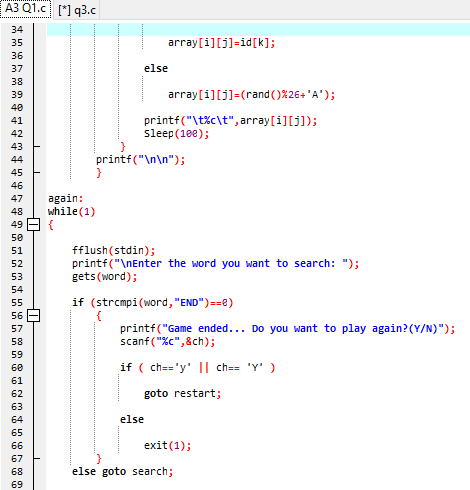 A3 Q1.c [*] q3.c
34
35 array[i][j]=id[k];
36
37 else
38
39 array[i][j]=(rand()%26+'A');
40
41 printf("\t%c\t",array[i][j]);
42 Sleep(100);
43 }
44 printf("\n\n");
45 }
46
47 again:
48 while(1)
49 {
50
51 fflush(stdin);
52 printf("\nEnter the word you want to search: ");
53 gets(word);
54
55 if (strcmpi(word,"END")==0)
56 {
57 printf("Game ended... Do you want to play again?(Y/N)");
58 scanf("%c",&ch);
59
60 if ( ch=='y' || ch== 'Y' )
61
62 goto restart;
63
64 else
65
66 exit(1);
67 }
68 else goto search;
69